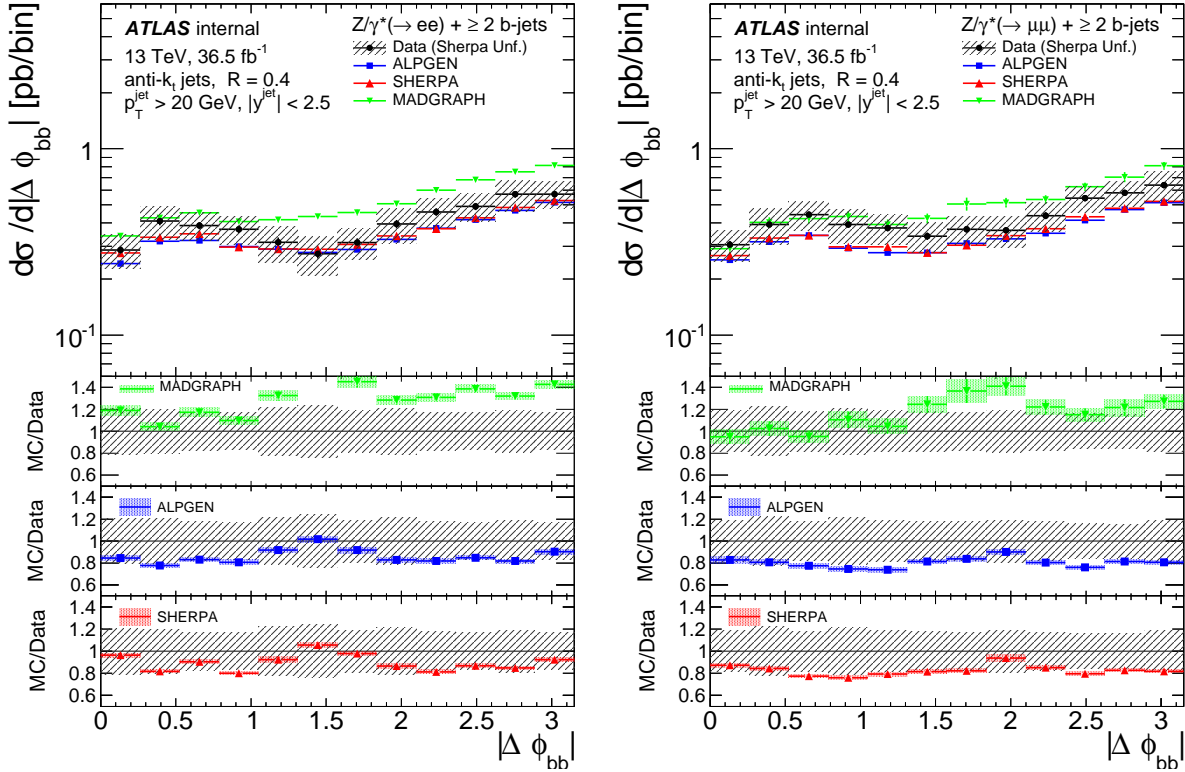 dσ /d|Δ ϕbb| [pb/bin]
ATLAS internal
13 TeV, 36.5 fb-1
anti-kt jets, R = 0.4
pTjet > 20 GeV, |yjet| < 2.5
Z/γ*(→ ee) + ≥ 2 b-jets
Data (Sherpa Unf.)
ALPGEN
SHERPA
MADGRAPH
1
10-1
MC/Data
1.4
1.2
1
0.8
0.6
MADGRAPH
MC/Data
1.4
1.2
1
0.8
0.6
ALPGEN
MC/Data
1.4
1.2
1
0.8
0.6
SHERPA
0 0.5 1 1.5 2 2.5 3
|Δ ϕbb|
dσ /d|Δ ϕbb| [pb/bin]
ATLAS internal
13 TeV, 36.5 fb-1
anti-kt jets, R = 0.4
pTjet > 20 GeV, |yjet| < 2.5
Z/γ*(→ μμ) + ≥ 2 b-jets
Data (Sherpa Unf.)
ALPGEN
SHERPA
MADGRAPH
1
10-1
MC/Data
1.4
1.2
1
0.8
0.6
MADGRAPH
MC/Data
1.4
1.2
1
0.8
0.6
ALPGEN
MC/Data
1.4
1.2
1
0.8
0.6
SHERPA
0 0.5 1 1.5 2 2.5 3
|Δ ϕbb|